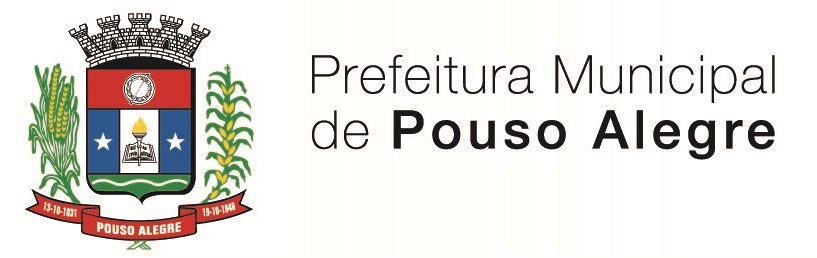 Prefeitura Municipal
de Pouso Alegre
13-10-1831
POUSO ALEGRE
19-10-1848